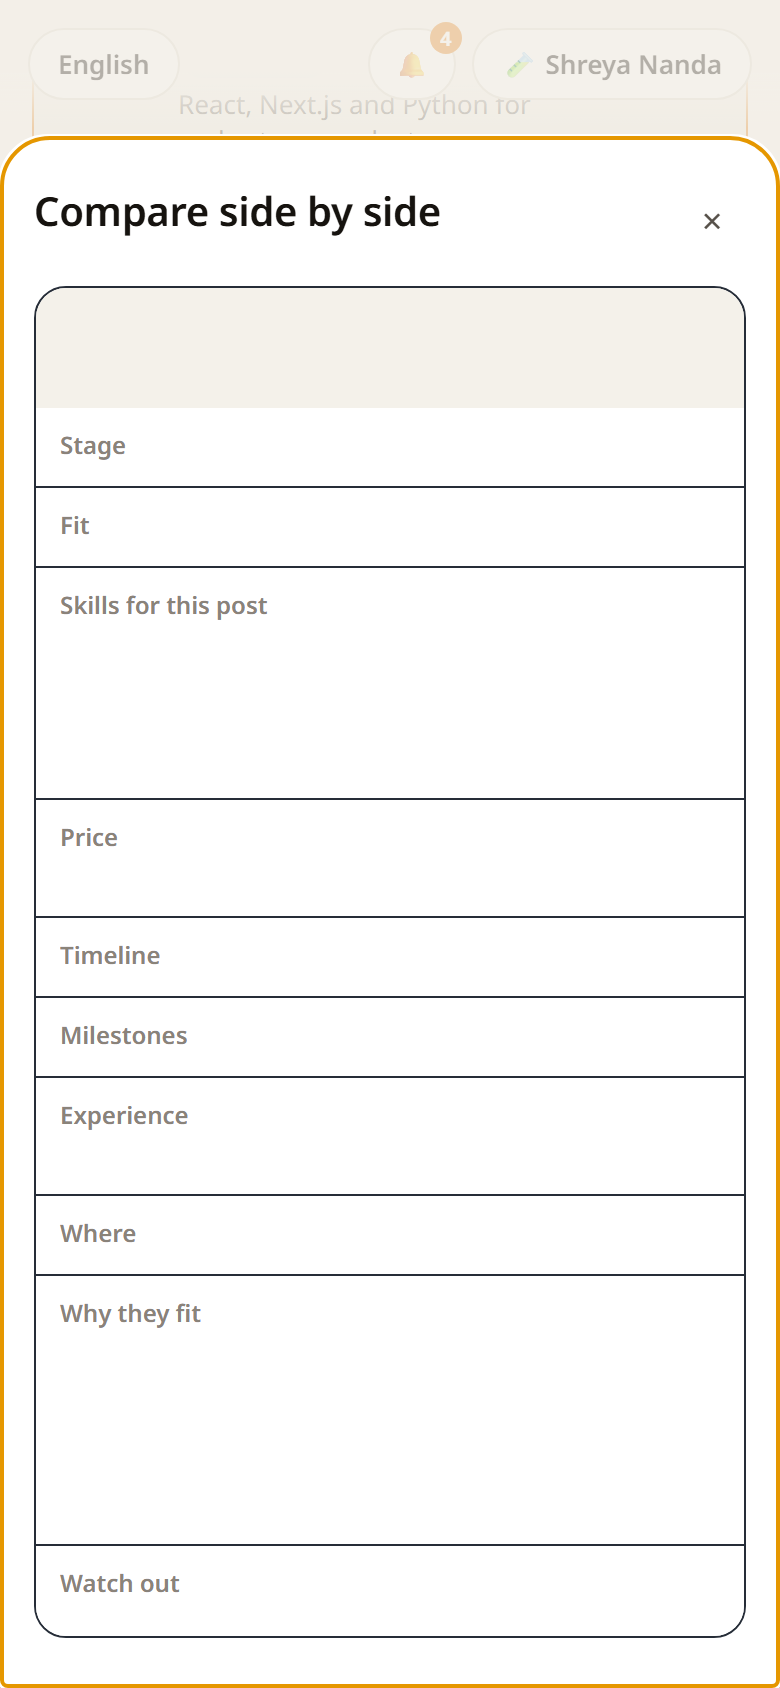 English
4
Shreya Nanda
React, Next.js and Python for
Compare side by side
×
Stage
Fit
Skills for this post
Price
Timeline
Milestones
Experience
Where
Why they fit
Watch out